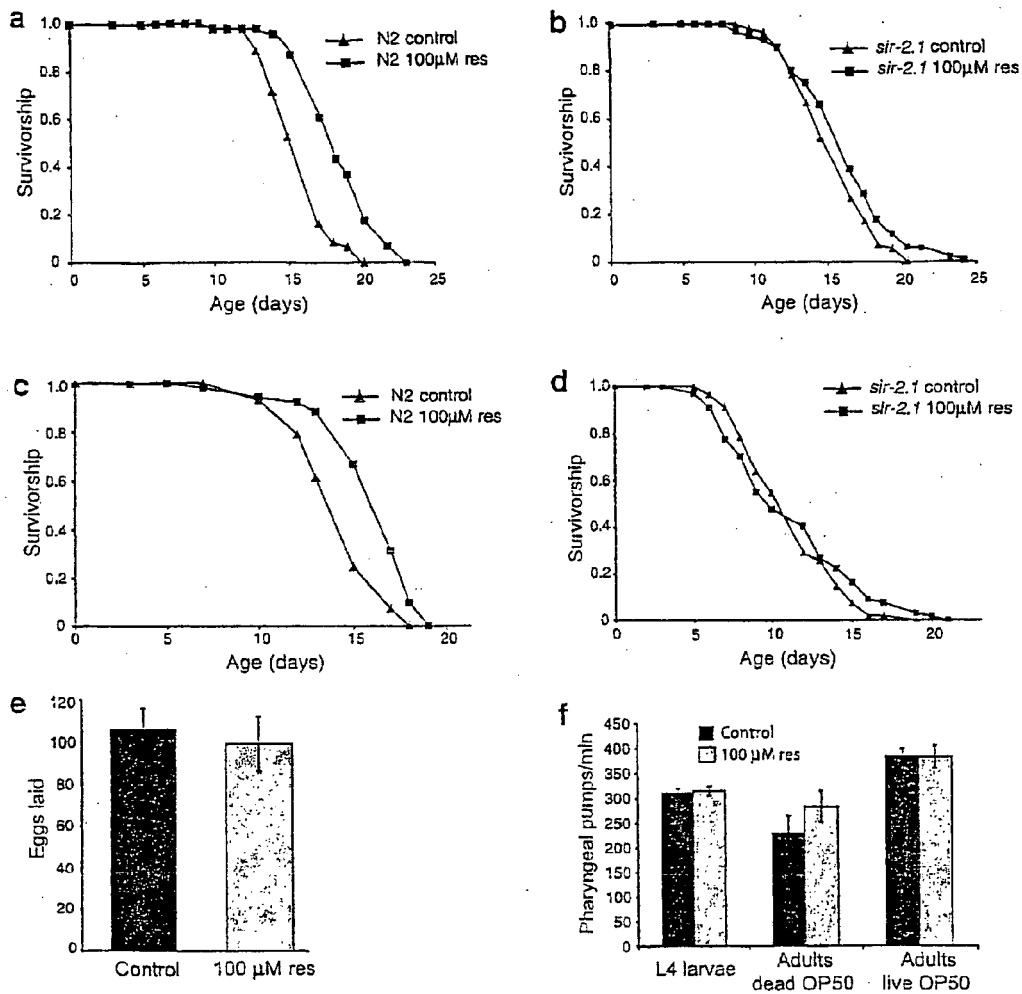 a
1.0
0.8
0.6
0.4
0.2
0
Survivorship
N2 control
N2 100µM res
0 5 10 15 20 25
Age (days)
b
1.0
0.8
0.6
0.4
0.2
0
Survivorship
sir-2.1 control
sir-2.1 100µM res
0 5 10 15 20 25
Age (days)
c
1.0
0.8
0.6
0.4
0.2
0
Survivorship
N2 control
N2 100µM res
0 5 10 15 20
Age (days)
d
1.0
0.8
0.6
0.4
0.2
0
Survivorship
sir-2.1 control
sir-2.1 100µM res
0 5 10 15 20
Age (days)
e
120
100
80
60
40
20
0
Eggs laid
Control 100 µM res
f
450
400
350
300
250
200
150
100
50
0
Pharyngeal pumps/min
Control
100 µM res
L4 larvae
Adults
dead OP50
Adults
live OP50